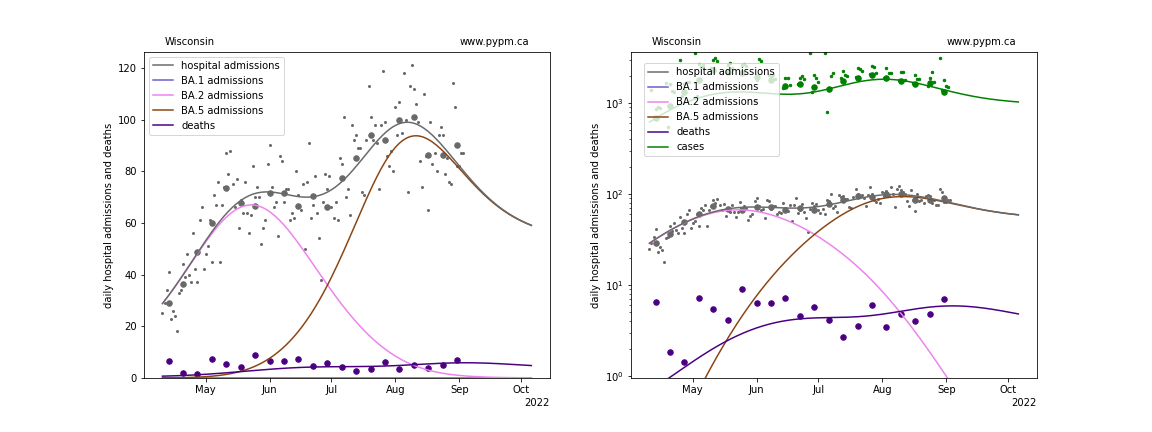 Wisconsin
www.pypm.ca
daily hospital admissions and deaths
120
100
80
60
40
20
0
hospital admissions
BA.1 admissions
BA.2 admissions
BA.5 admissions
deaths
May
Jun
Jul
Aug
Sep
Oct
2022
Wisconsin
www.pypm.ca
daily hospital admissions and deaths
10³
10²
10¹
10⁰
hospital admissions
BA.1 admissions
BA.2 admissions
BA.5 admissions
deaths
cases
May
Jun
Jul
Aug
Sep
Oct
2022